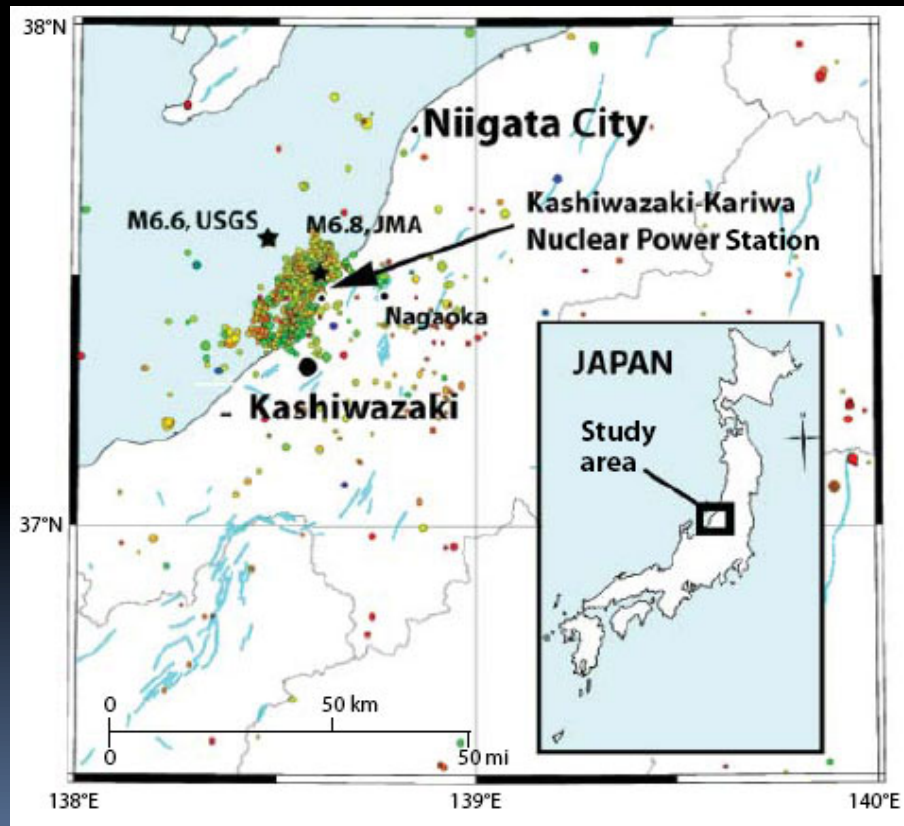 38°N
Niigata City
M6.6, USGS
M6.8, JMA
Kashiwazaki-Kariwa
Nuclear Power Station
Nagaoka
Kashiwazaki
JAPAN
Study
area
N
37°N
0
50 km
0
50 mi
138°E
139°E
140°E